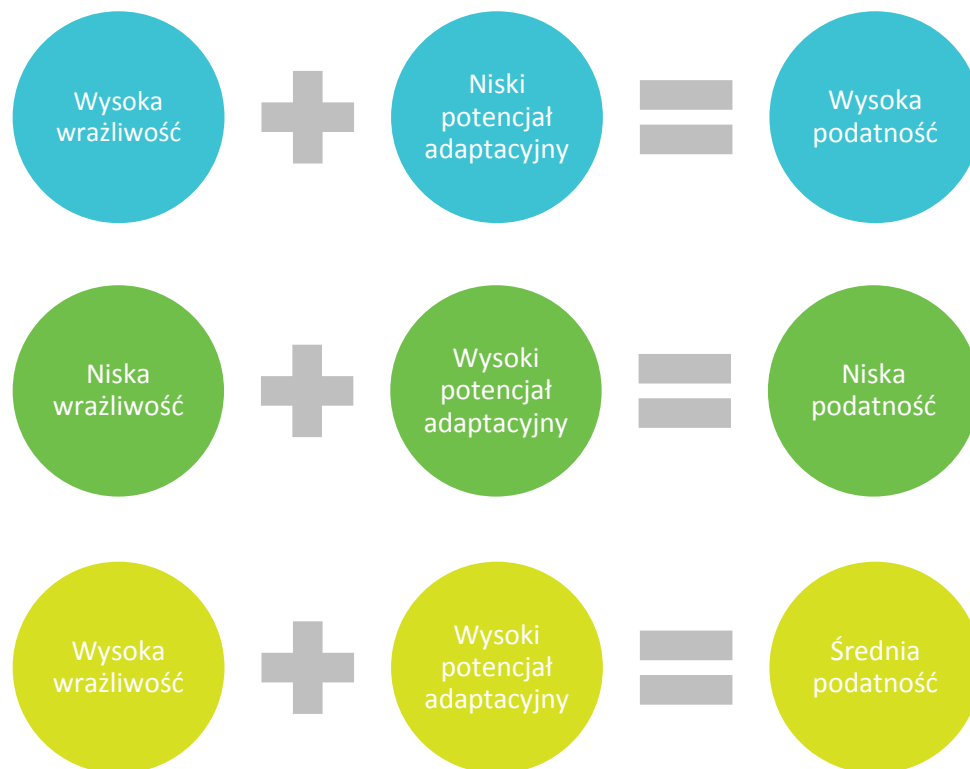 Wysoka
wrażliwość
Niski
potencjał
adaptacyjny
Wysoka
podatność
Niska
wrażliwość
Wysoki
potencjał
adaptacyjny
Niska
podatność
Wysoka
wrażliwość
Wysoki
potencjał
adaptacyjny
Średnia
podatność